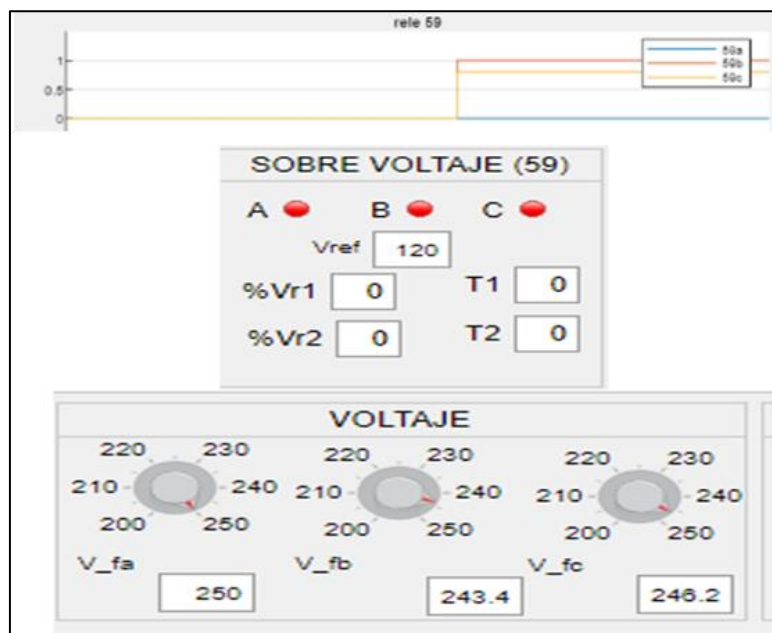 rele 59
1
0.5
0
59a
59b
59c
SOBRE VOLTAJE (59)
A B C
Vref 120
%Vr1 0 T1 0
%Vr2 0 T2 0
VOLTAJE
220 230 220 230 220 230
210 240 210 240 210 240
200 250 200 250 200 250
V_fa V_fb V_fc
250 243.4 246.2